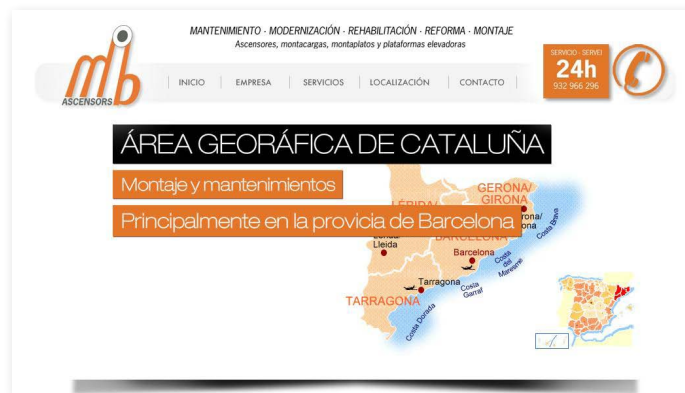 MANTENIMIENTO · MODERNIZACIÓN · REHABILITACIÓN · REFORMA · MONTAJE
Ascensores, montacargas, montaplatos y plataformas elevadoras
mb
ASCENSORS
INICIO
EMPRESA
SERVICIOS
LOCALIZACIÓN
CONTACTO
SERVICIO - SERVEI
24h
932 966 296
ÁREA GEORÁFICA DE CATALUÑA
Montaje y mantenimientos
Principalmente en la provicia de Barcelona
GERONA/
GIRONA
LÉRIDA/
Lleida
BARCELONA
Barcelona
Tarragona
TARRAGONA
Costa Brava
Costa del Maresme
Costa Garraf
Costa Dorada